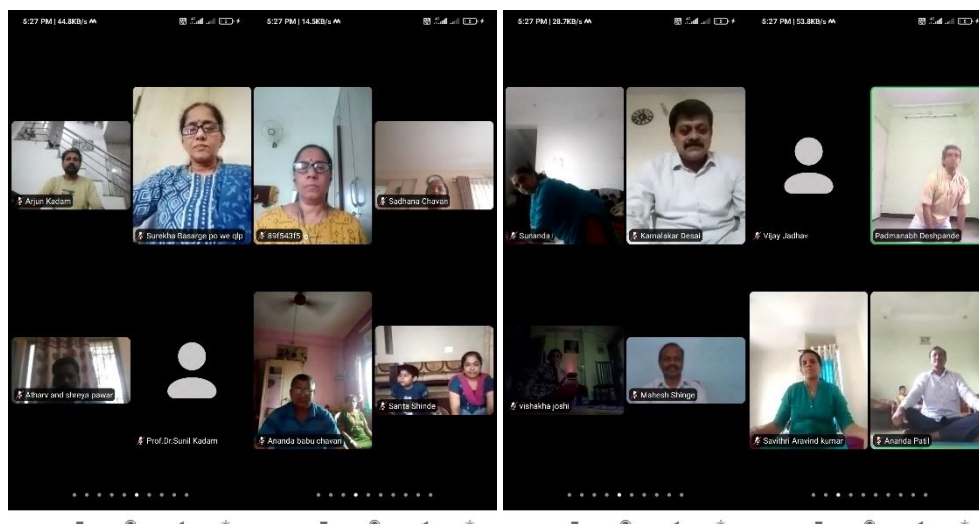 5:27 PM | 44.8KB/s
5:27 PM | 14.5KB/s
5:27 PM | 28.7KB/s
5:27 PM | 53.8KB/s
Arjun Kadam
Surekha Basarge po we qlp
89f543f5
Sadhana Chavan
Atharv and shreya pawar
Prof.Dr.Sunil Kadam
Ananda babu chavan
Sarita Shinde
Sunanda
Kamalakar Desai
Vijay Jadhav
Padmanabh Deshpande
vishakha joshi
Mahesh Shinge
Savithri Aravind kumar
Ananda Patil